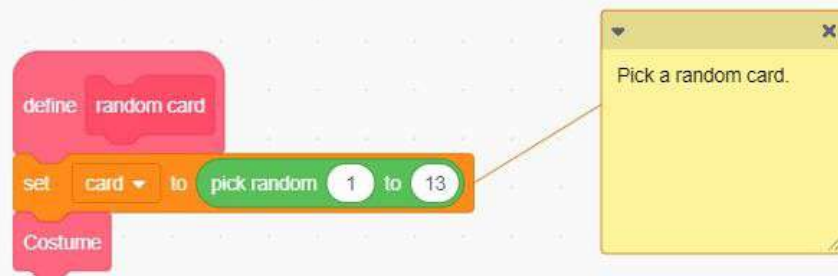 define random card
set card to pick random 1 to 13
Costume
Pick a random card.